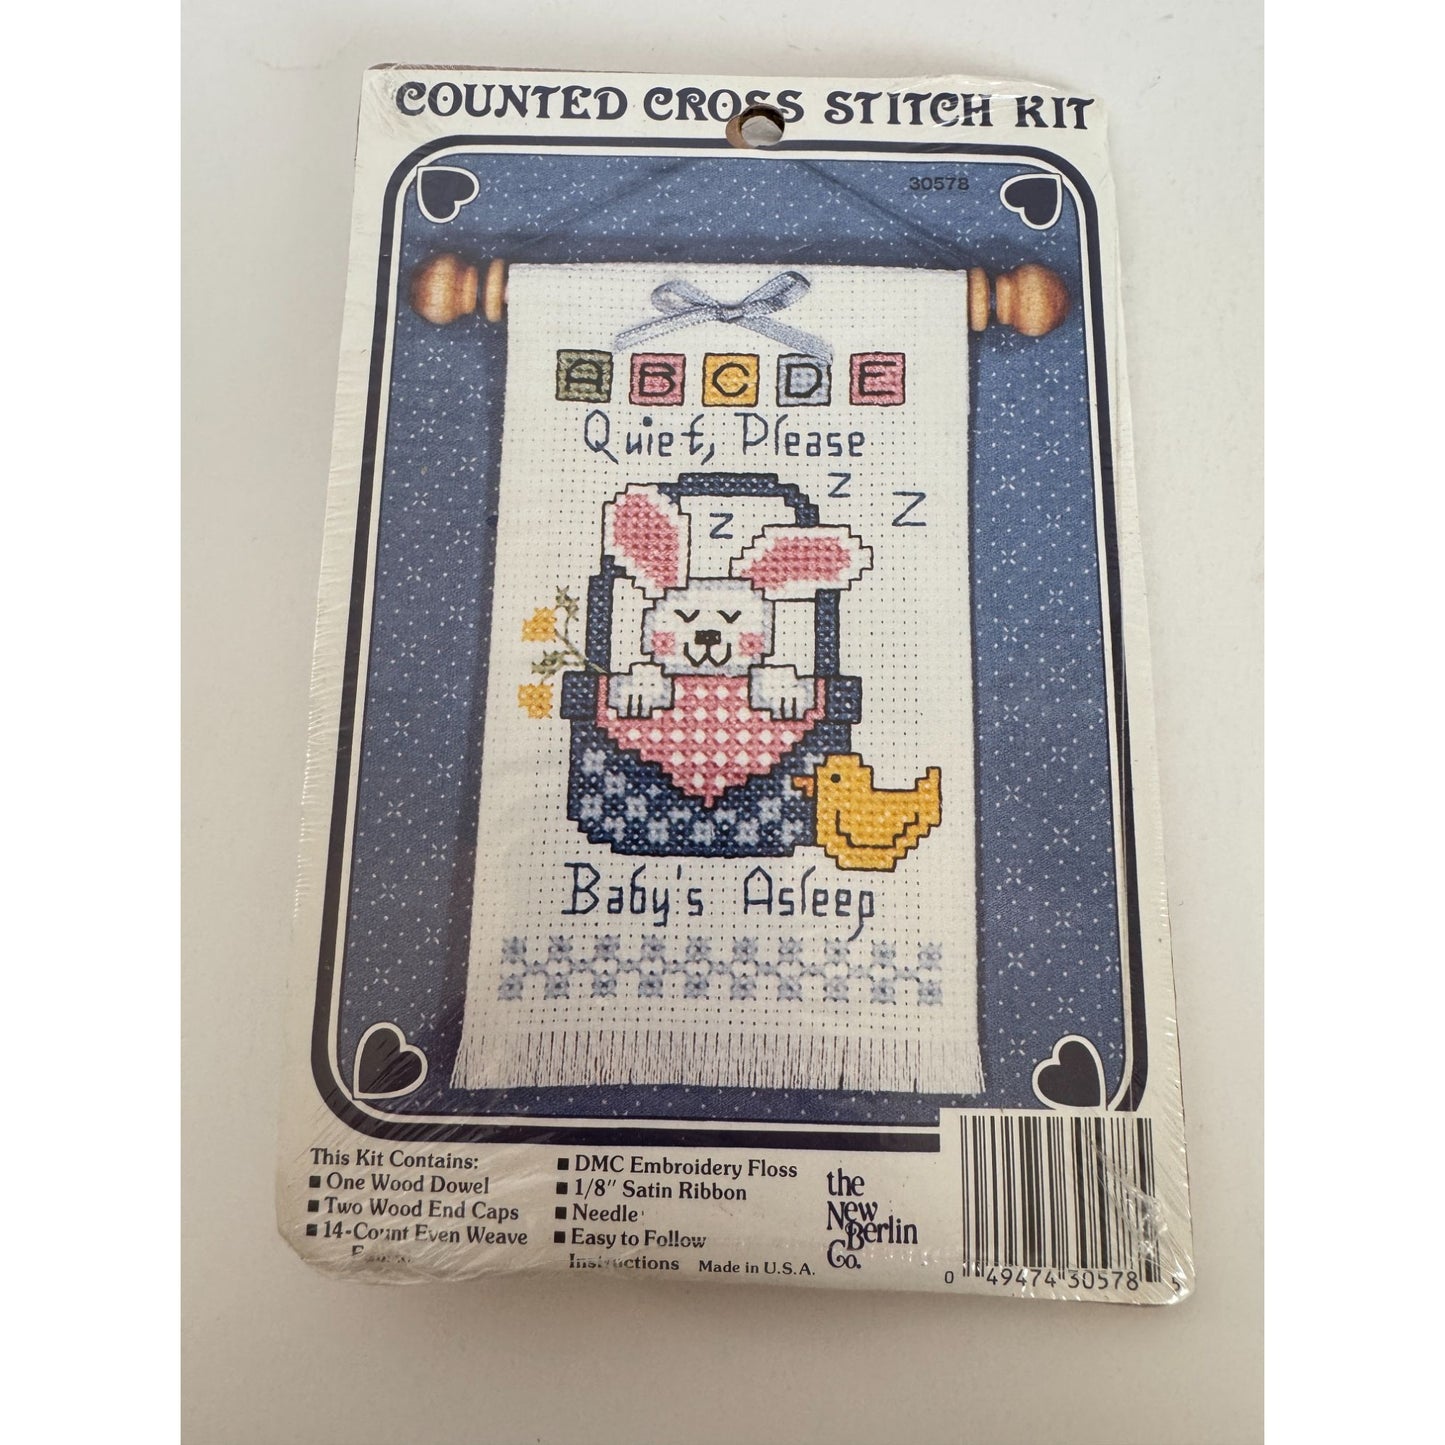 COUNTED CROSS STITCH KIT
30578
A B C D E
Quiet, Please
z
Z
z
Baby's Asleep
This Kit Contains:
■ One Wood Dowel
■ Two Wood End Caps
■ 14-Count Even Weave
■ DMC Embroidery Floss
■ 1/8" Satin Ribbon
■ Needle
■ Easy to Follow
Instructions
Made in U.S.A.
the
New
Berlin
Co.
0 49474 30578 5